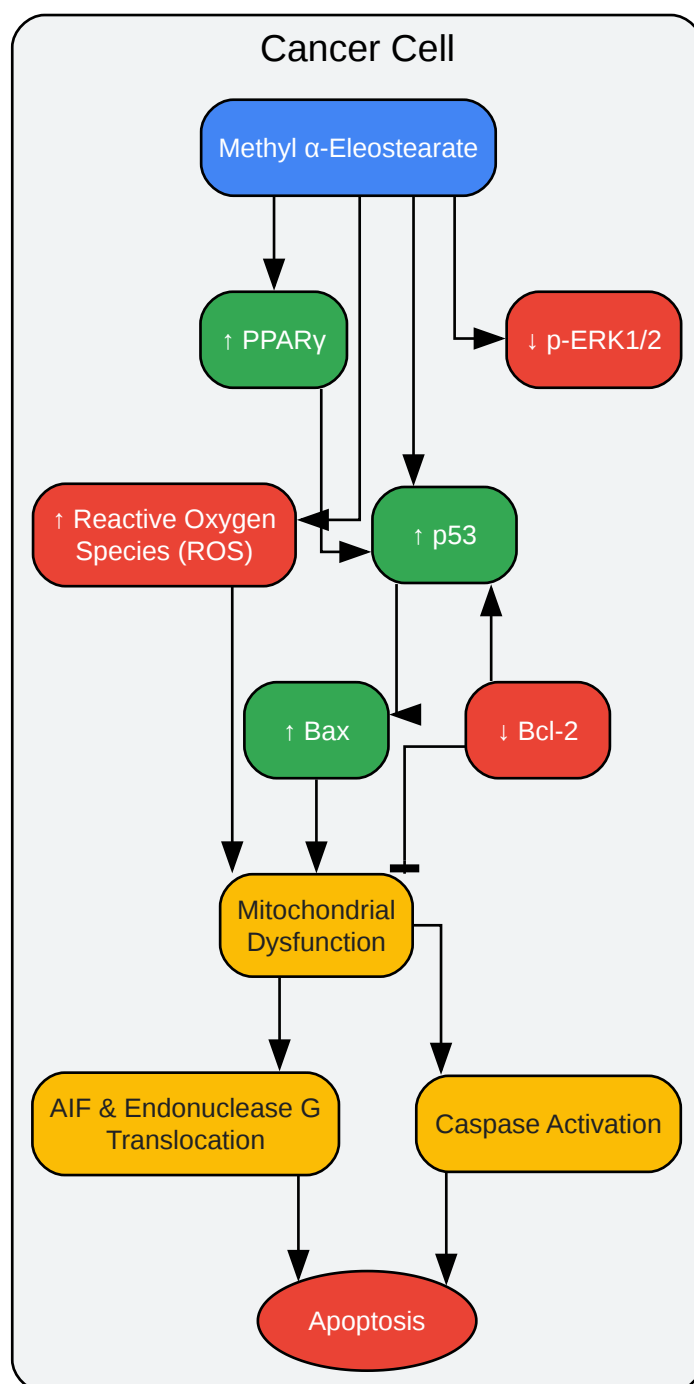 Cancer Cell
Methyl α-Eleostearate
↑ PPARγ
↓ p-ERK1/2
↑ Reactive Oxygen
Species (ROS)
↑ p53
↑ Bax
↓ Bcl-2
Mitochondrial
Dysfunction
AIF & Endonuclease G
Translocation
Caspase Activation
Apoptosis